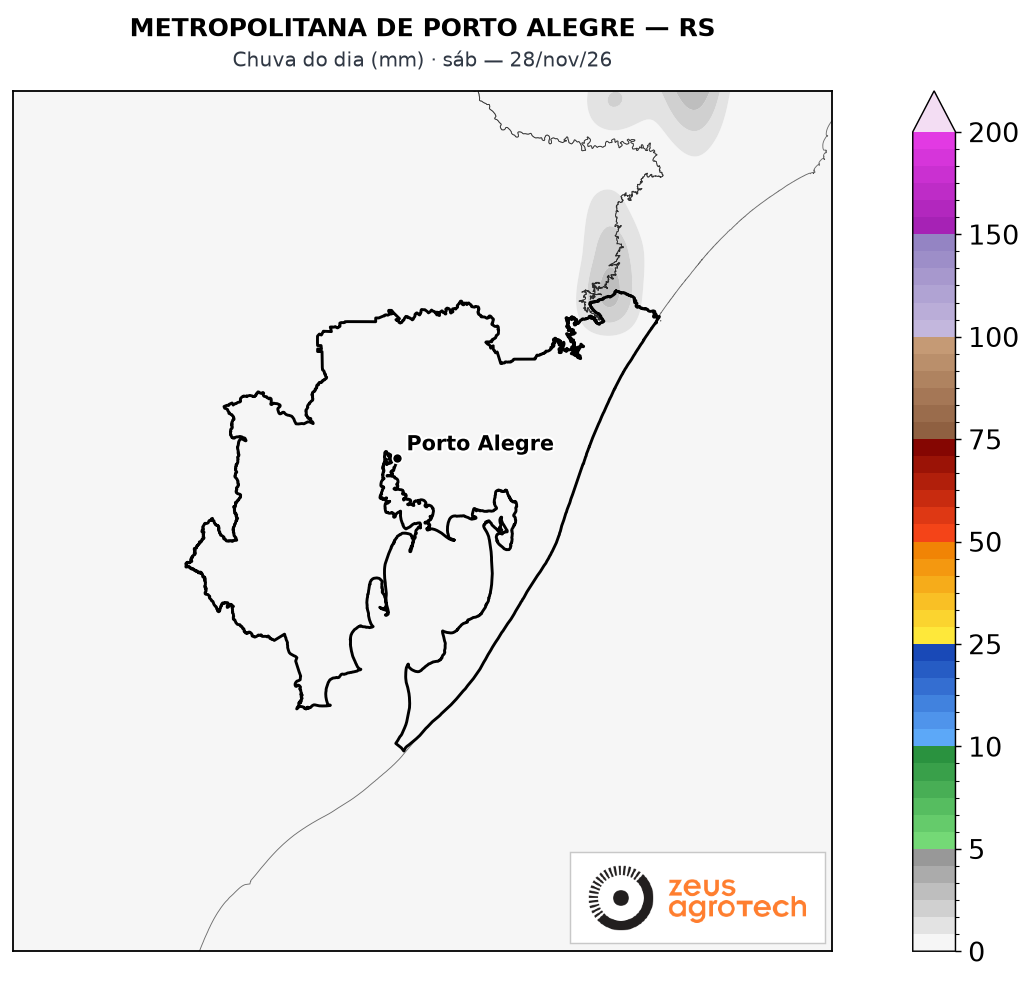 METROPOLITANA DE PORTO ALEGRE — RS
Chuva do dia (mm) · sáb — 28/nov/26
Porto Alegre
200
150
100
75
50
25
10
5
0
zeus
agrotech